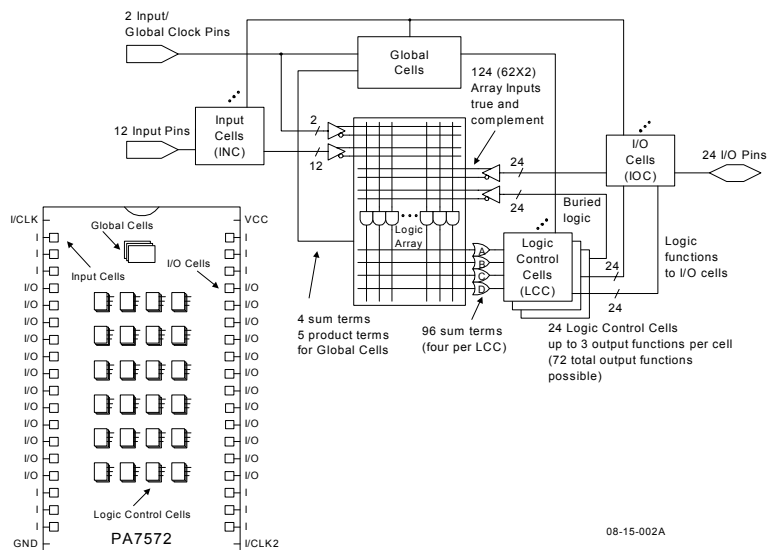 2 Input/
Global Clock Pins
Global
Cells
124 (62X2)
Array Inputs
true and
complement
12 Input Pins
Input
Cells
(INC)
2
12
24
24
I/O
Cells
(IOC)
24 I/O Pins
Buried
logic
Logic
Array
A
B
C
D
Logic
Control
Cells
(LCC)
24
24
Logic
functions
to I/O cells
4 sum terms
5 product terms
for Global Cells
96 sum terms
(four per LCC)
24 Logic Control Cells
up to 3 output functions per cell
(72 total output functions
possible)
I/CLK
I
I
I
I/O
I/O
I/O
I/O
I/O
I/O
I/O
I/O
I/O
I/O
I/O
I/O
I
I
I
GND
Global Cells
Input Cells
I/O Cells
Logic Control Cells
PA7572
VCC
I
I
I
I/O
I/O
I/O
I/O
I/O
I/O
I/O
I/O
I/O
I/O
I/O
I/O
I
I
I
I/CLK2
08-15-002A